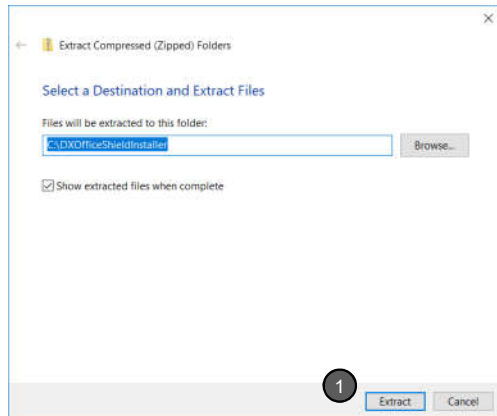 Extract Compressed (Zipped) Folders
Select a Destination and Extract Files
Files will be extracted to this folder:
C:\DXOfficeShieldInstaller
Browse...
Show extracted files when complete
1
Extract
Cancel